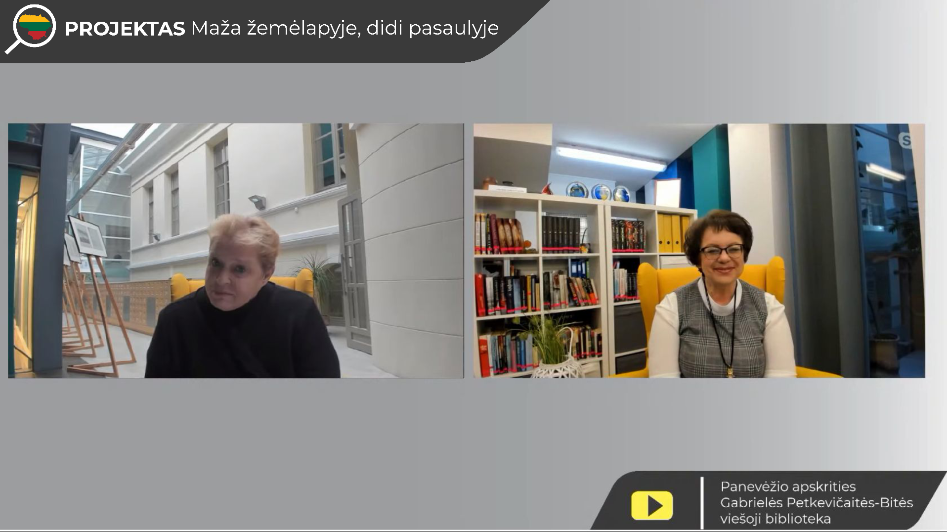 PROJEKTAS Maža žemėlapyje, didi pasaulyje
S
Panevėžio apskrities
Gabrielės Petkevičaitės-Bitės
viešoji biblioteka